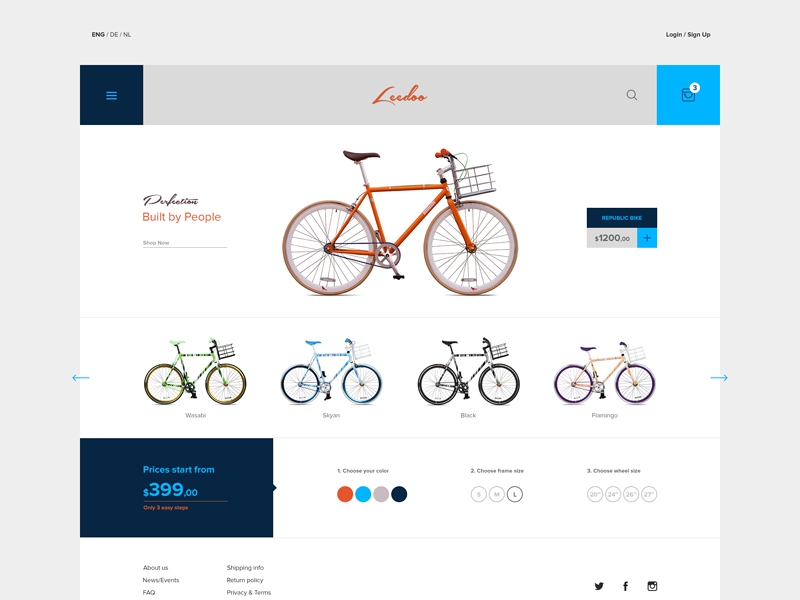 ENG / DE / NL
Login / Sign Up
Leedoo
3
Perfection
Built by People
Shop Now
REPUBLIC BIKE
$1200,00
+
Wasabi
Skyan
Black
Flamingo
Prices start from
$399,00
Only 3 easy steps
1. Choose your color
2. Choose frame size
S M L
3. Choose wheel size
20" 24" 26" 27"
About us
News/Events
FAQ
Shipping info
Return policy
Privacy & Terms